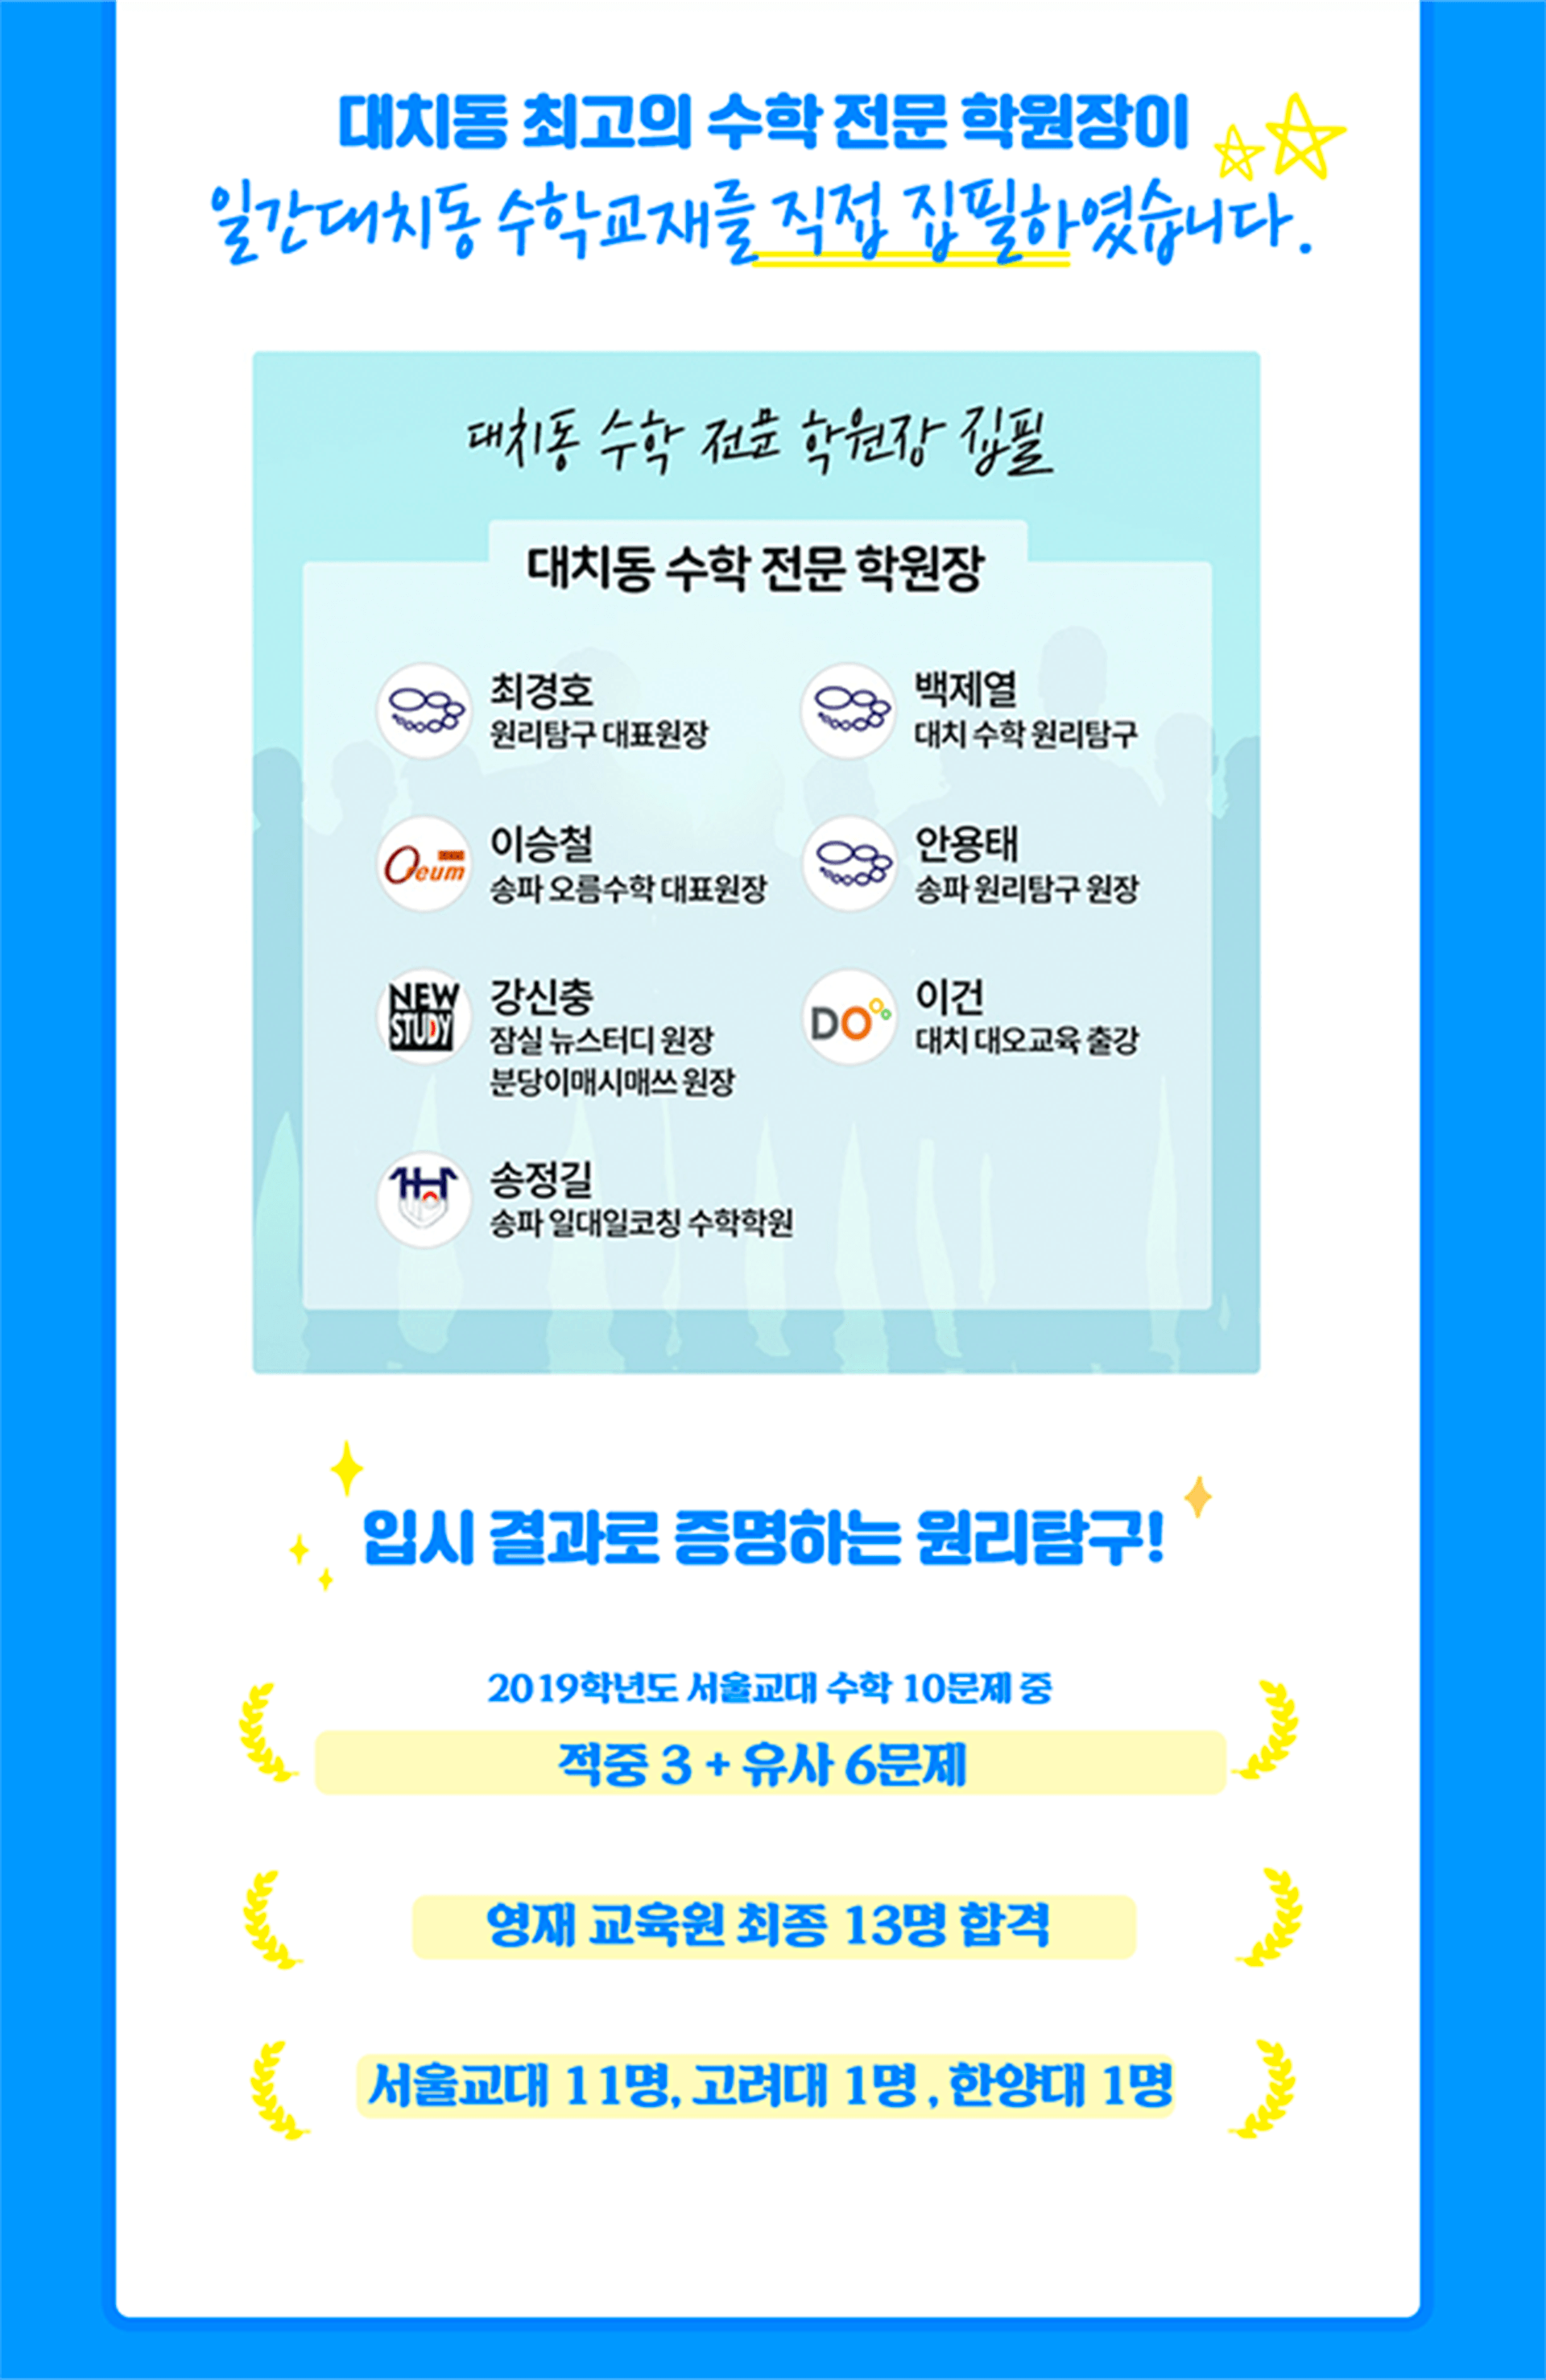 대치동 최고의 수학 전문 학원장이
일간대치동 수학교재를 직접 집필하였습니다.
대치동 수학 전문 학원장 집필
대치동 수학 전문 학원장
최경호
원리탐구 대표원장
백제열
대치 수학 원리탐구
Oreum
이승철
송파 오름수학 대표원장
안용태
송파 원리탐구 원장
NEW
STUDY
강신충
잠실 뉴스터디 원장
분당이매시매쓰 원장
DO
이건
대치 대오교육 출강
송정길
송파 일대일코칭 수학학원
입시 결과로 증명하는 원리탐구!
2019학년도 서울교대 수학 10문제 중
적중 3 + 유사 6문제
영재 교육원 최종 13명 합격
서울교대 11명, 고려대 1명 , 한양대 1명